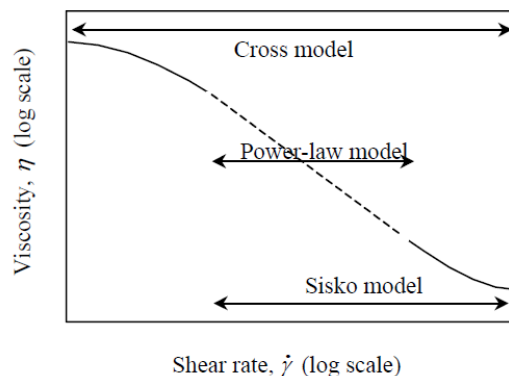 Cross model
Power-law model
Sisko model
Viscosity, η (log scale)
Shear rate, γ̇ (log scale)